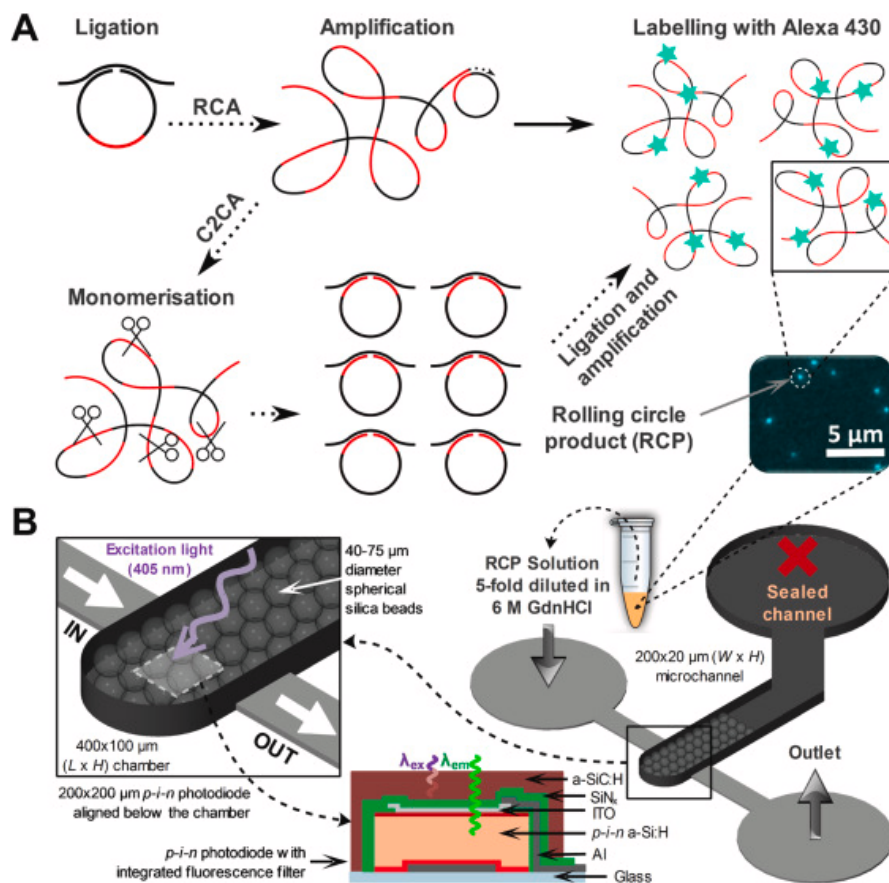 A
Ligation
Amplification
Labelling with Alexa 430
RCA
C2CA
Monomerisation
Ligation and
amplification
Rolling circle
product (RCP)
5 µm
B
Excitation light
(405 nm)
40-75 µm
diameter
spherical
silica beads
IN
OUT
400x100 µm
(L x H) chamber
200x200 µm p-i-n photodiode
aligned below the chamber
RCP Solution
5-fold diluted in
6 M GdnHCl
Sealed
channel
200x20 µm (W x H)
microchannel
Outlet
λex
λem
a-SiC:H
SiNx
ITO
p-i-n a-Si:H
Al
Glass
p-i-n photodiode with
integrated fluorescence filter